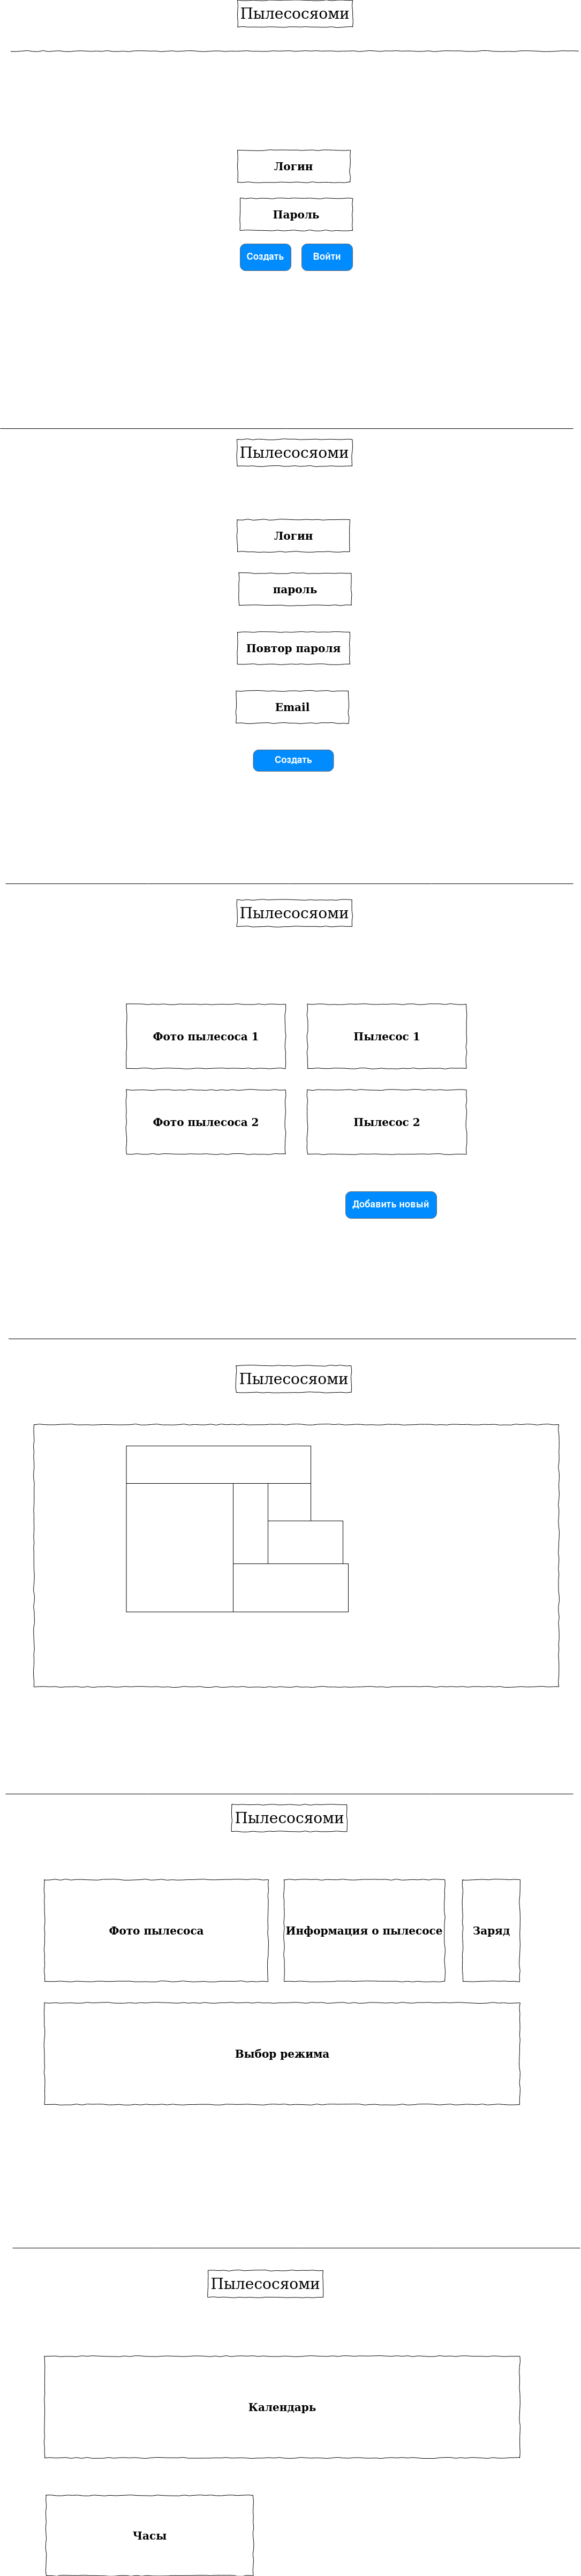 Пылесосяоми
Логин
Пароль
Создать
Войти
Пылесосяоми
Логин
пароль
Повтор пароля
Email
Создать
Пылесосяоми
Фото пылесоса 1
Пылесос 1
Фото пылесоса 2
Пылесос 2
Добавить новый
Пылесосяоми
Пылесосяоми
Фото пылесоса
Информация о пылесосе
Заряд
Выбор режима
Пылесосяоми
Календарь
Часы